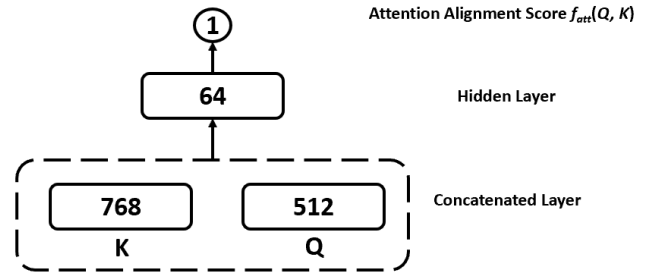 1
Attention Alignment Score f_att(Q, K)
64
Hidden Layer
768
512
Concatenated Layer
K
Q